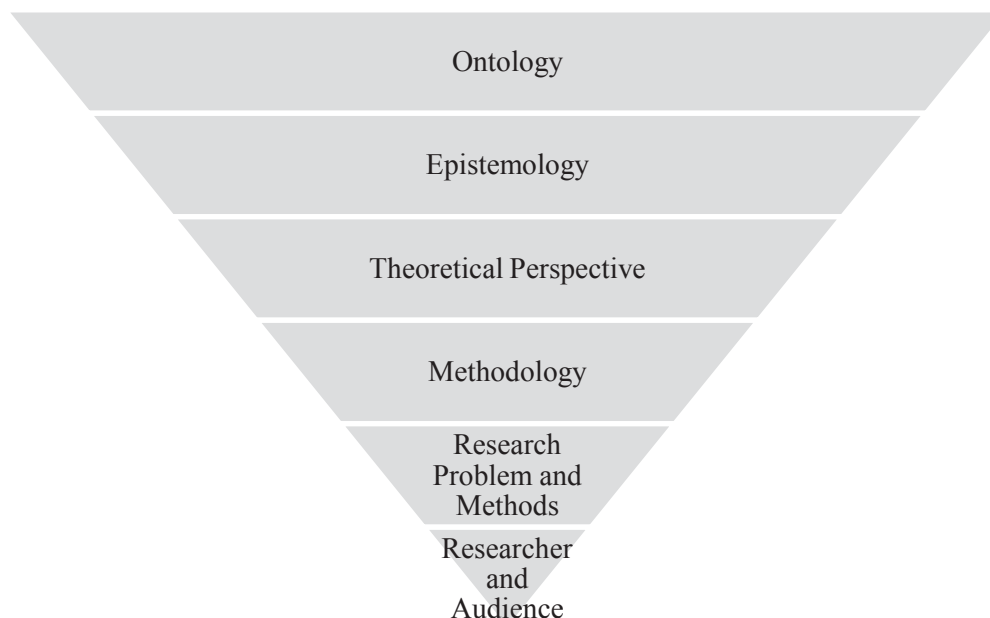 Ontology
Epistemology
Theoretical Perspective
Methodology
Research
Problem and
Methods
Researcher
and
Audience